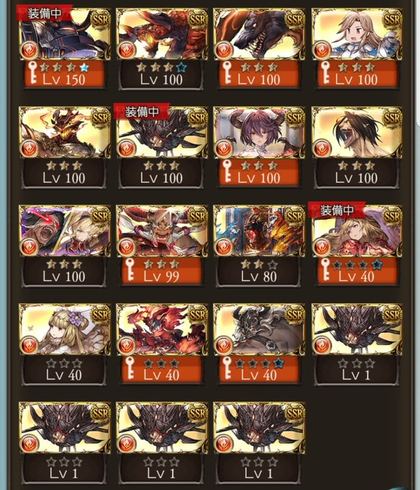 装備中
SSR SSR SSR SSR
Lv 150 Lv 100 Lv 100 Lv 100
装備中
SSR SSR SSR SSR
Lv 100 Lv 100 Lv 100 Lv 100
装備中
SSR SSR SSR SSR
Lv 100 Lv 99 Lv 80 Lv 40
SSR SSR SSR SSR
Lv 40 Lv 40 Lv 40 Lv 1
SSR SSR SSR
Lv 1 Lv 1 Lv 1